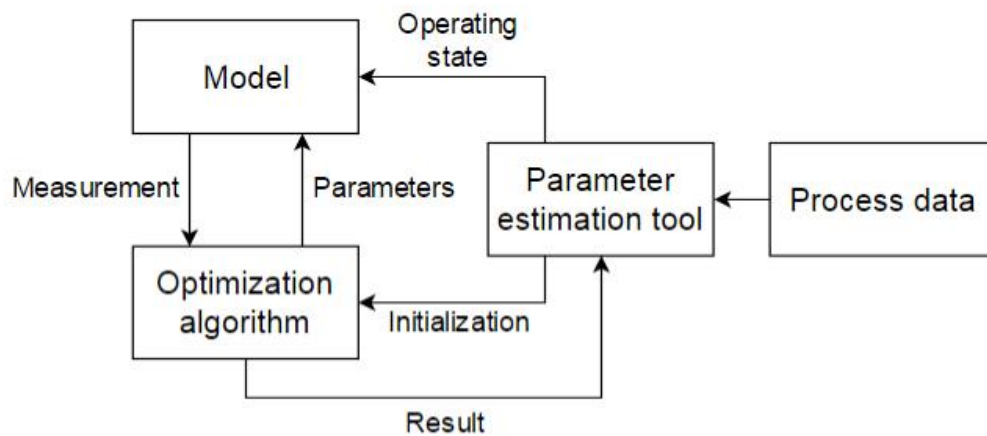 Operating
state
Model
Measurement
Parameters
Parameter
estimation tool
Process data
Optimization
algorithm
Initialization
Result